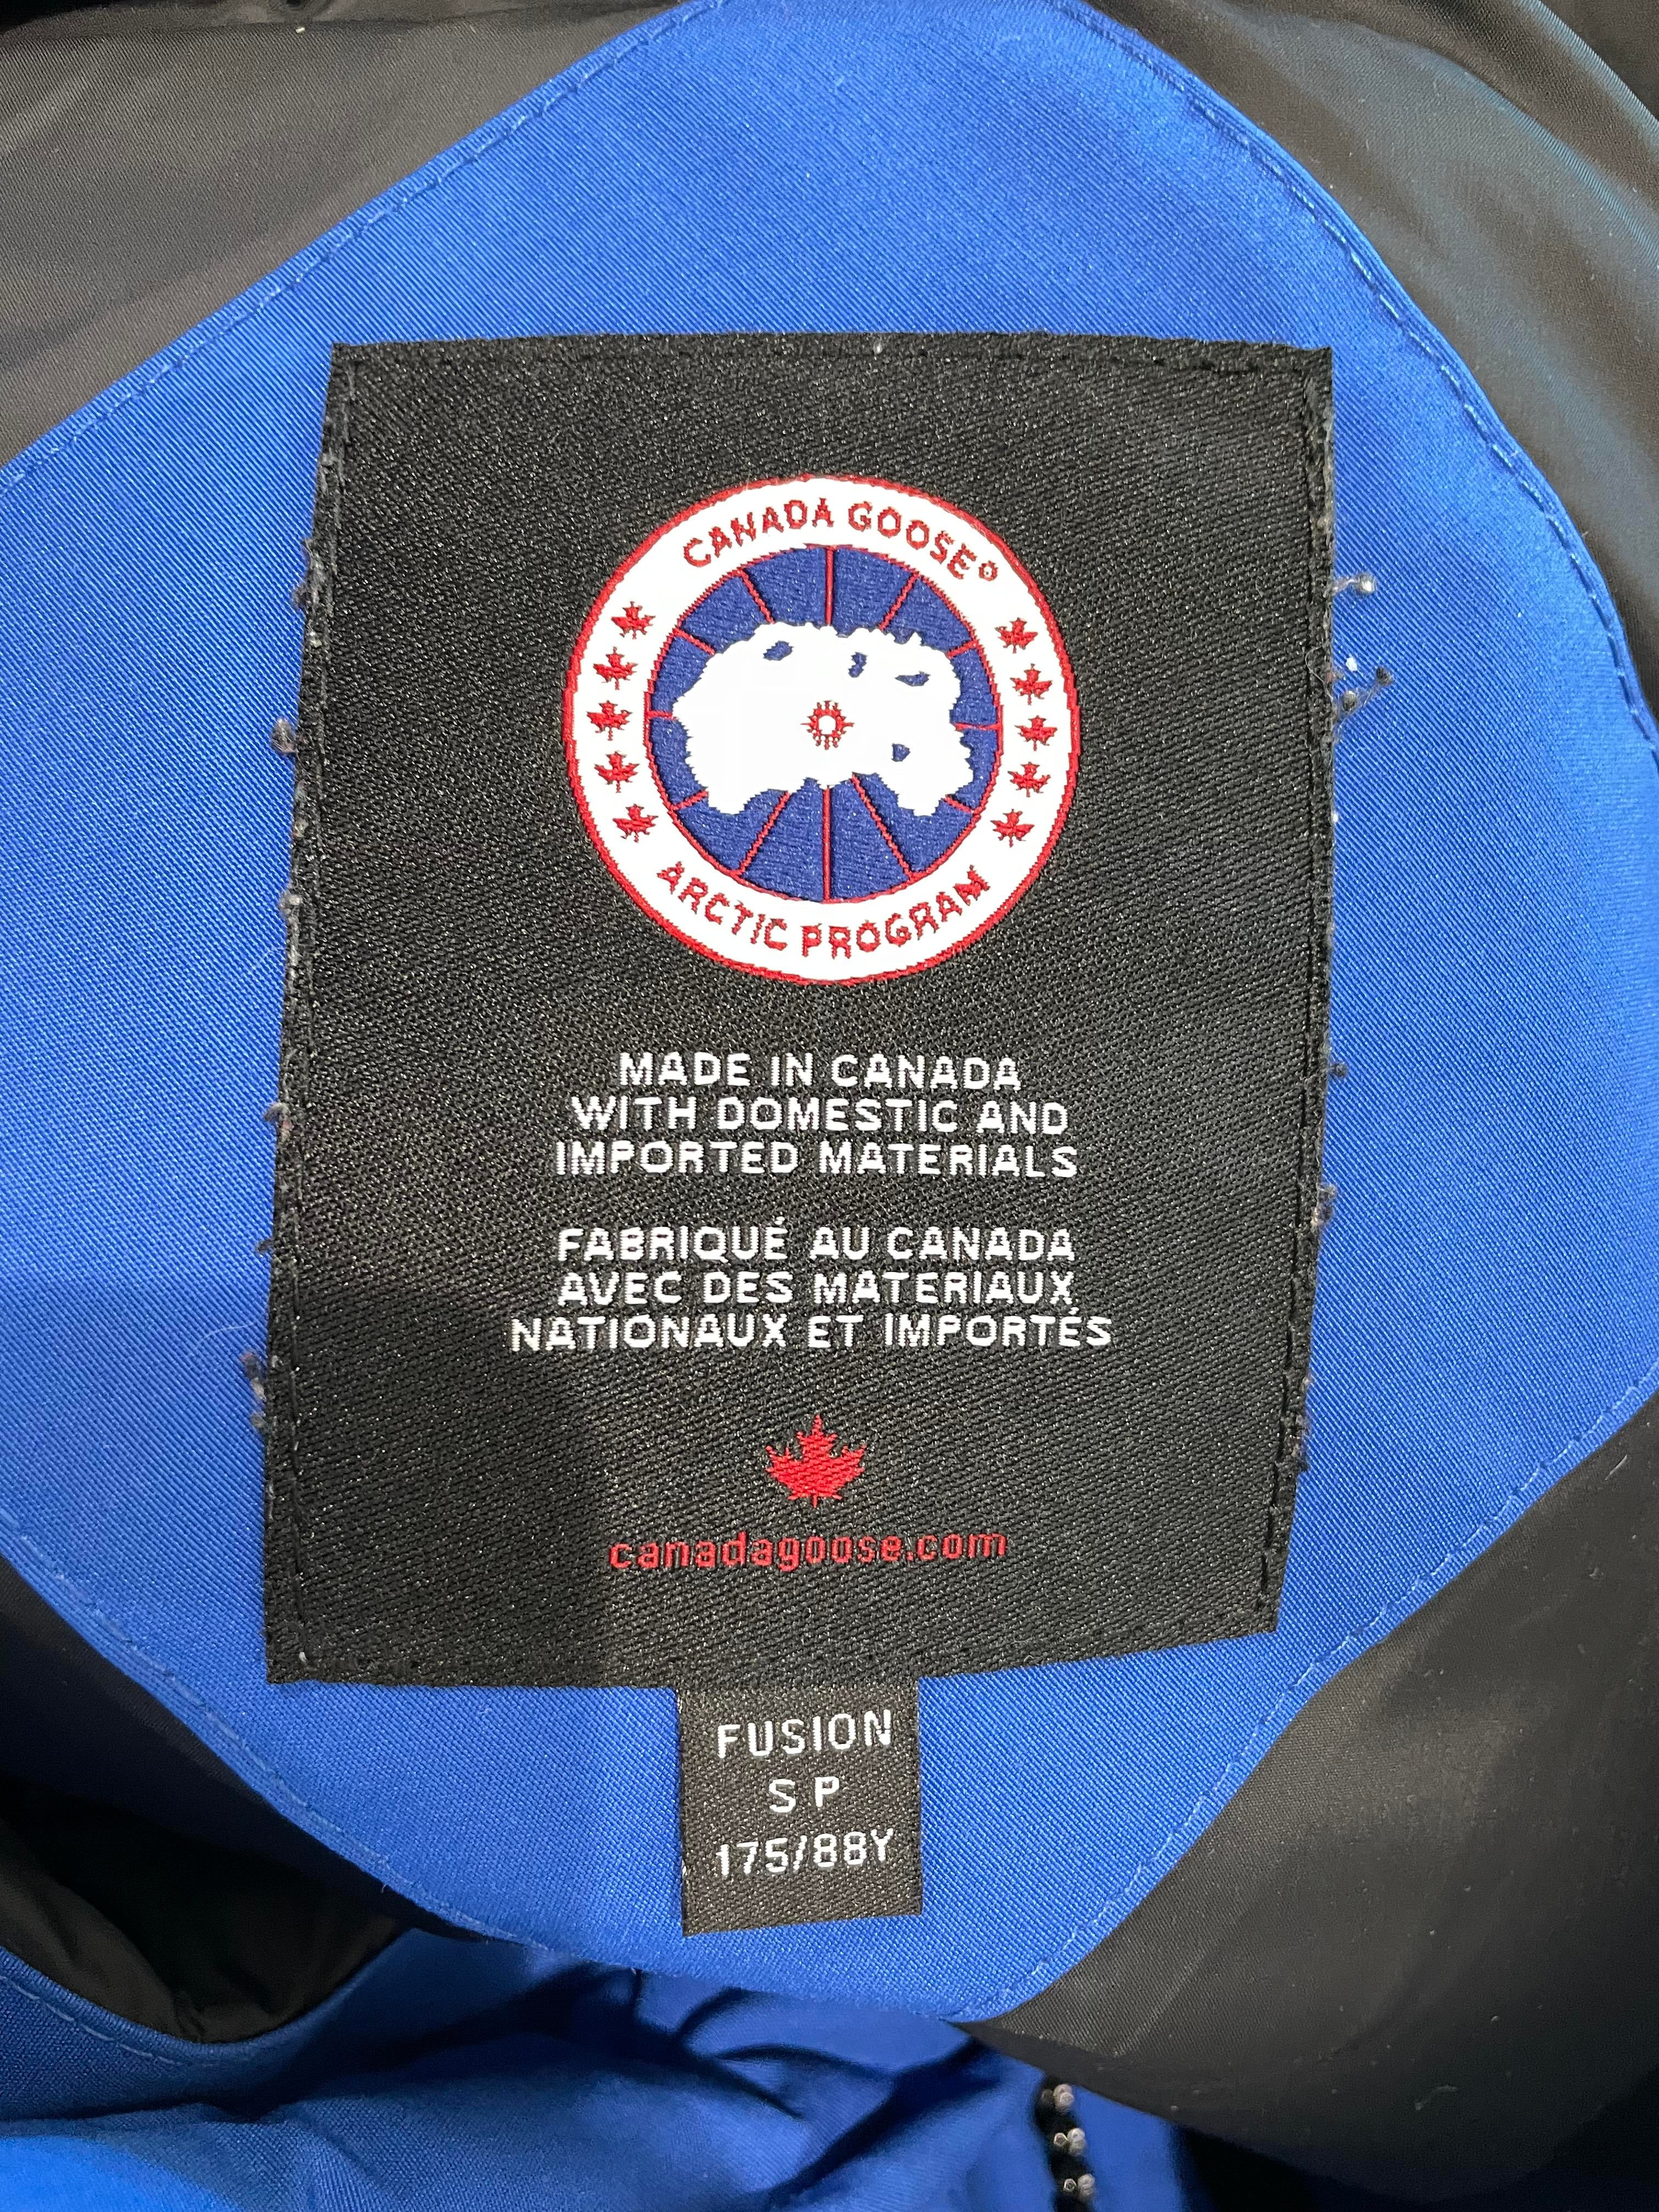 CANADA GOOSE®
ARCTIC PROGRAM
MADE IN CANADA
WITH DOMESTIC AND
IMPORTED MATERIALS
FABRIQUÉ AU CANADA
AVEC DES MATERIAUX
NATIONAUX ET IMPORTÉS
canadagoose.com
FUSION
S P
175/88Y